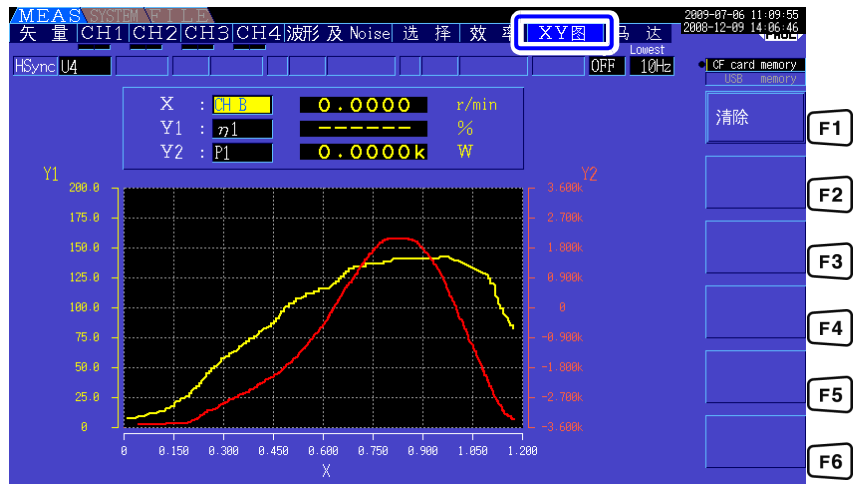 MEAS SYSTEM FILE 2009-07-06 11:09:55
矢 量 CH1 CH2 CH3 CH4 波形 及 Noise 选 择 效 率 XY图 马 达 2008-12-09 14:06:46
Lowest
HSync U4 OFF 10Hz CF card memory
USB memory
X : CH B 0.0000 r/min
Y1 : η1 ------ %
Y2 : P1 0.0000k W
清除
F1
F2
F3
F4
F5
F6
Y1 Y2
200.0 3.600k
175.0 2.700k
150.0 1.800k
125.0 0.900k
100.0 0
75.0 -0.900k
50.0 -1.800k
25.0 -2.700k
0 -3.600k
0 0.150 0.300 0.450 0.600 0.750 0.900 1.050 1.200
X